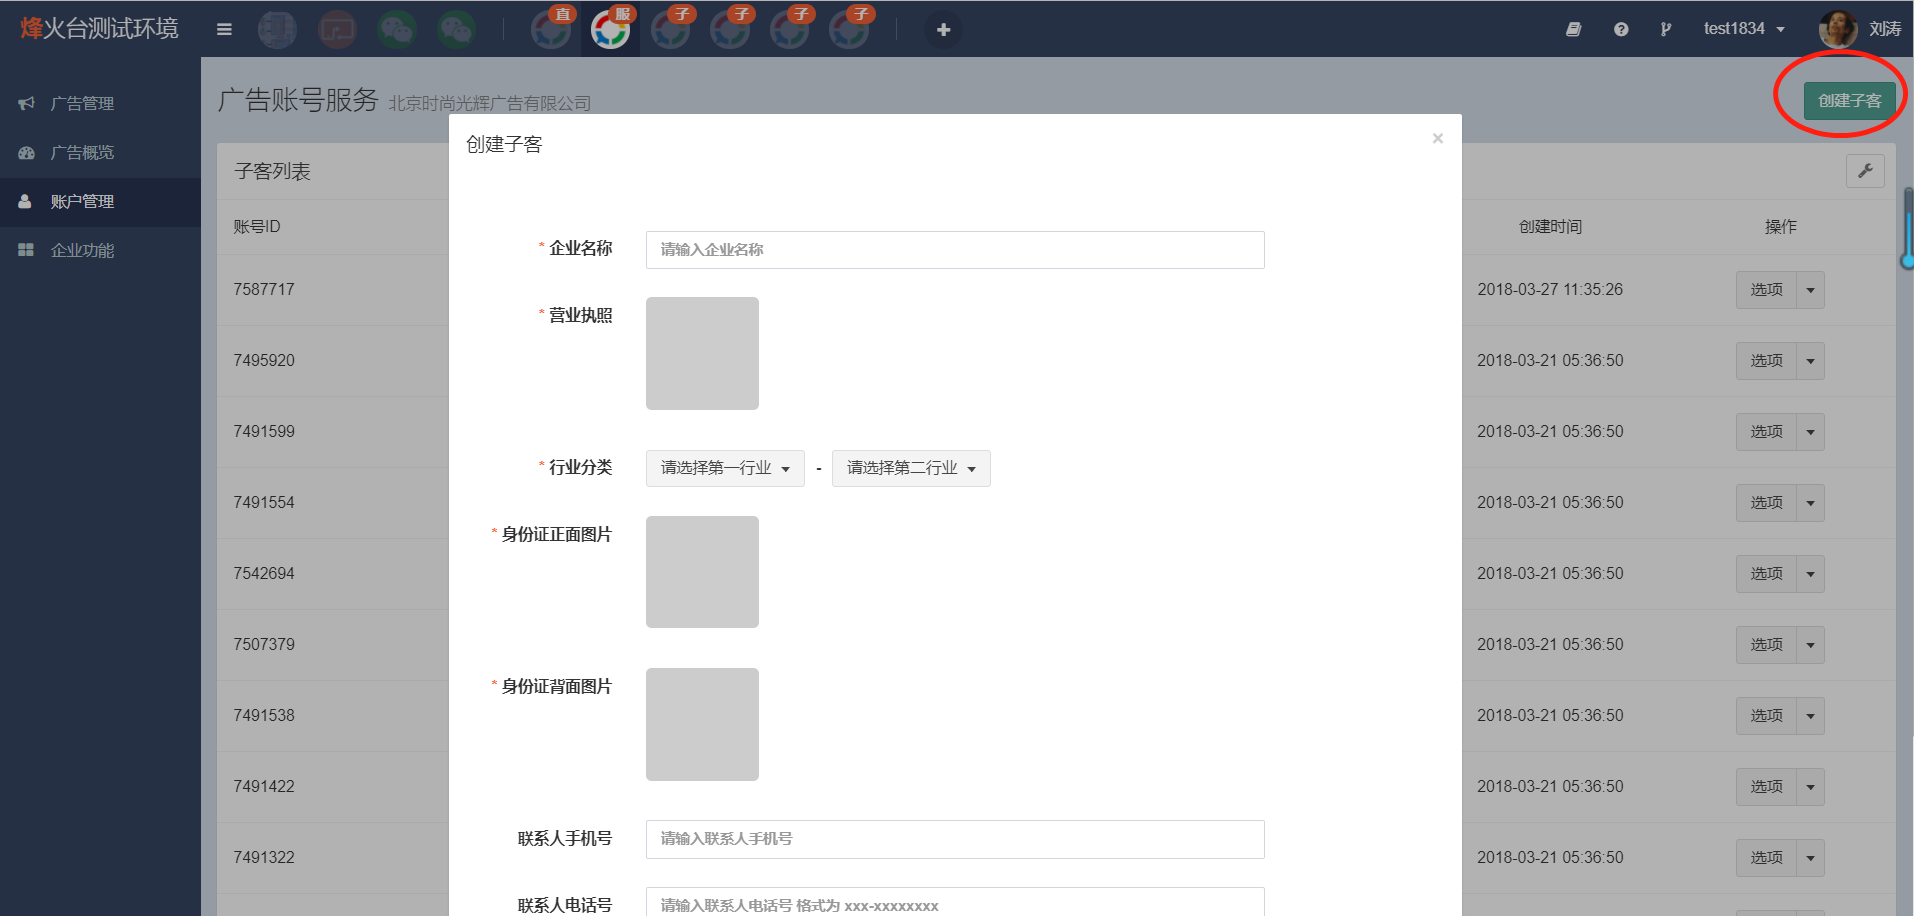 烽火台测试环境
直
服
子
子
子
子
test1834
刘涛
广告管理
广告概览
账户管理
企业功能
广告账号服务 北京时尚光辉广告有限公司
创建子客
子客列表
账号ID
创建时间
操作
7587717
2018-03-27 11:35:26
选项
7495920
2018-03-21 05:36:50
选项
7491599
2018-03-21 05:36:50
选项
7491554
2018-03-21 05:36:50
选项
7542694
2018-03-21 05:36:50
选项
7507379
2018-03-21 05:36:50
选项
7491538
2018-03-21 05:36:50
选项
7491422
2018-03-21 05:36:50
选项
7491322
2018-03-21 05:36:50
选项
创建子客
×
* 企业名称
请输入企业名称
* 营业执照
* 行业分类
请选择第一行业 - 请选择第二行业
* 身份证正面图片
* 身份证背面图片
联系人手机号
请输入联系人手机号
联系人电话号
请输入联系人电话号 格式为 xxx-xxxxxxxx